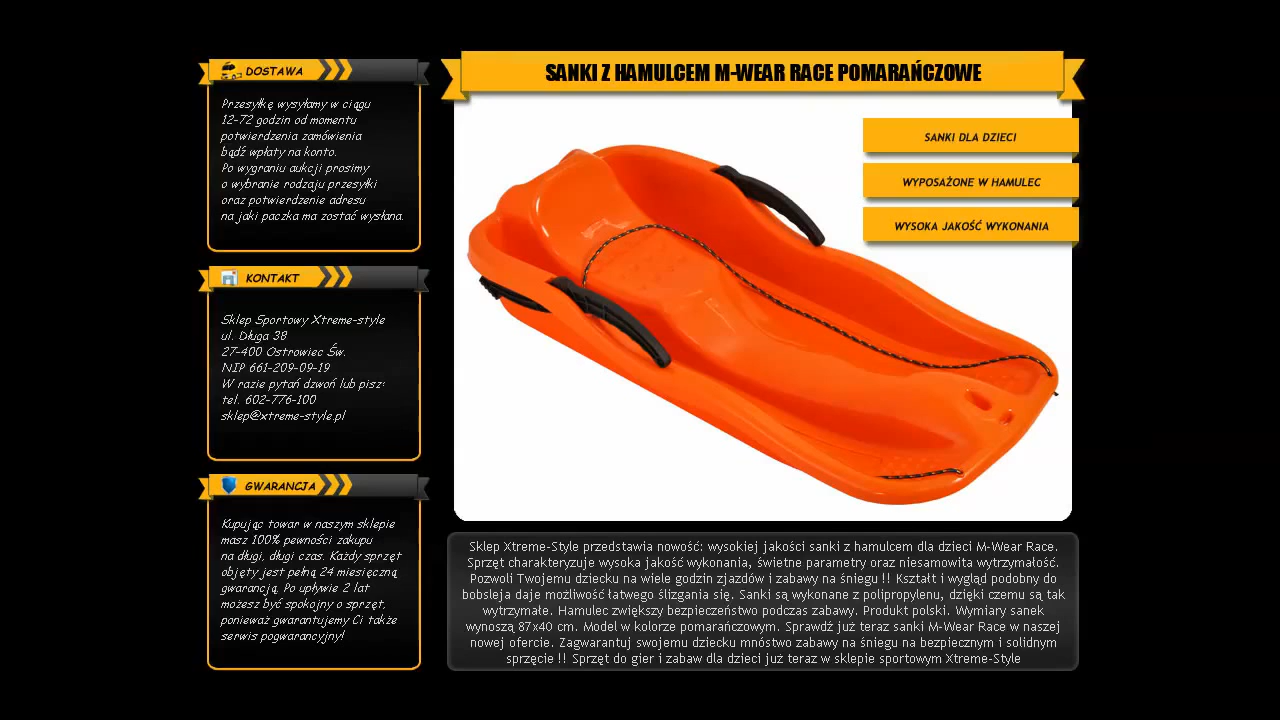 DOSTAWA
Przesyłkę wysyłamy w ciągu
12-72 godzin od momentu
potwierdzenia zamówienia
bądź wpłaty na konto.
Po wygraniu aukcji prosimy
o wybranie rodzaju przesyłki
oraz potwierdzenie adresu
na jaki paczka ma zostać wysłana.
KONTAKT
Sklep Sportowy Xtreme-style
ul. Długa 38
27-400 Ostrowiec Św.
NIP 661-209-09-19
W razie pytań dzwoń lub pisz:
tel. 602-776-100
sklep@xtreme-style.pl
GWARANCJA
Kupując towar w naszym sklepie
masz 100% pewności zakupu
na długi, długi czas. Każdy sprzęt
objęty jest pełną 24 miesięczną
gwarancją. Po upływie 2 lat
możesz być spokojny o sprzęt,
ponieważ gwarantujemy Ci także
serwis pogwarancyjny!
SANKI Z HAMULCEM M-WEAR RACE POMARAŃCZOWE
SANKI DLA DZIECI
WYPOSAŻONE W HAMULEC
WYSOKA JAKOŚĆ WYKONANIA
Sklep Xtreme-Style przedstawia nowość: wysokiej jakości sanki z hamulcem dla dzieci M-Wear Race.
Sprzęt charakteryzuje wysoka jakość wykonania, świetne parametry oraz niesamowita wytrzymałość.
Pozwoli Twojemu dziecku na wiele godzin zjazdów i zabawy na śniegu !! Kształt i wygląd podobny do
bobsleja daje możliwość łatwego ślizgania się. Sanki są wykonane z polipropylenu, dzięki czemu są tak
wytrzymałe. Hamulec zwiększy bezpieczeństwo podczas zabawy. Produkt polski. Wymiary sanek
wynoszą 87x40 cm. Model w kolorze pomarańczowym. Sprawdź już teraz sanki M-Wear Race w naszej
nowej ofercie. Zagwarantuj swojemu dziecku mnóstwo zabawy na śniegu na bezpiecznym i solidnym
sprzęcie !! Sprzęt do gier i zabaw dla dzieci już teraz w sklepie sportowym Xtreme-Style